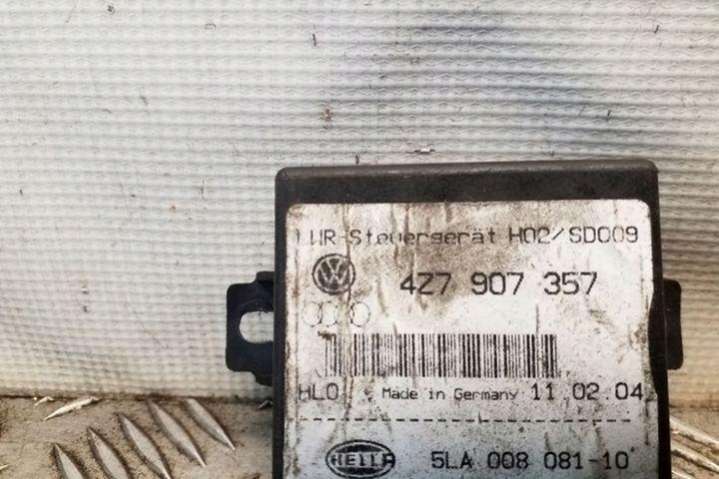 LWR-Steuergerät H02/SD009
4Z7 907 357
HLO Made in Germany 11.02.04
HELLA 5LA 008 081-10